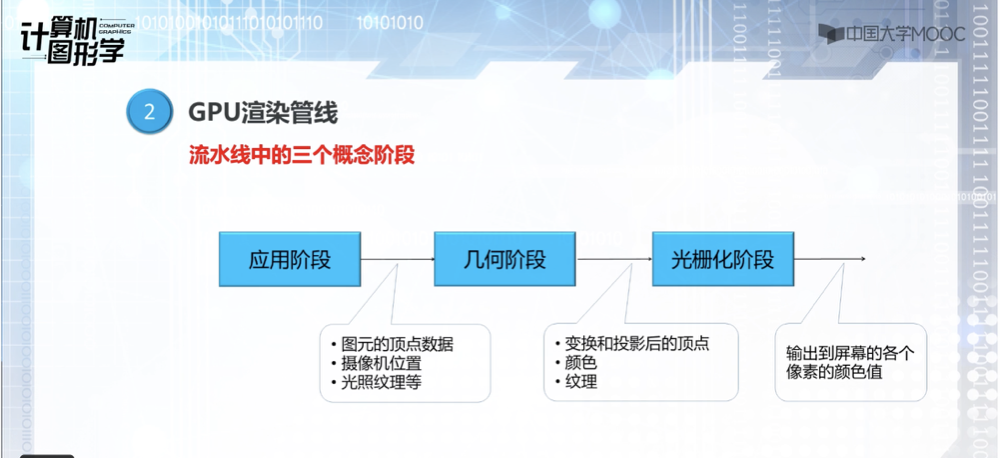 计算机
图形学
COMPUTER
GRAPHICS
中国大学MOOC
2 GPU渲染管线
流水线中的三个概念阶段
应用阶段 几何阶段 光栅化阶段
• 图元的顶点数据
• 摄像机位置
• 光照纹理等
• 变换和投影后的顶点
• 颜色
• 纹理
输出到屏幕的各个
像素的颜色值